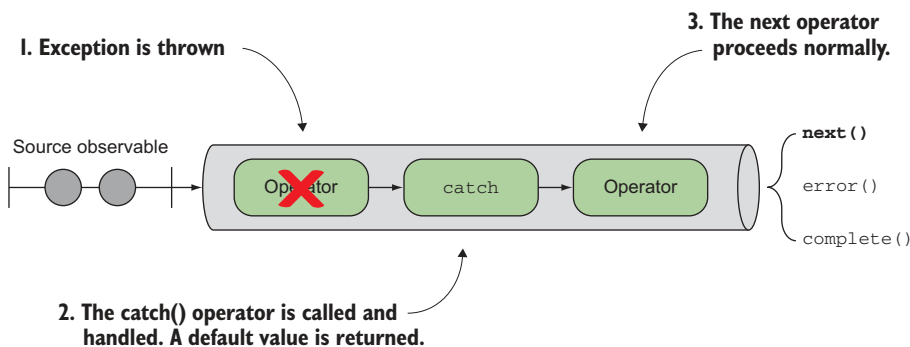 1. Exception is thrown
3. The next operator
proceeds normally.
Source observable
Operator
catch
Operator
next()
error()
complete()
2. The catch() operator is called and
handled. A default value is returned.